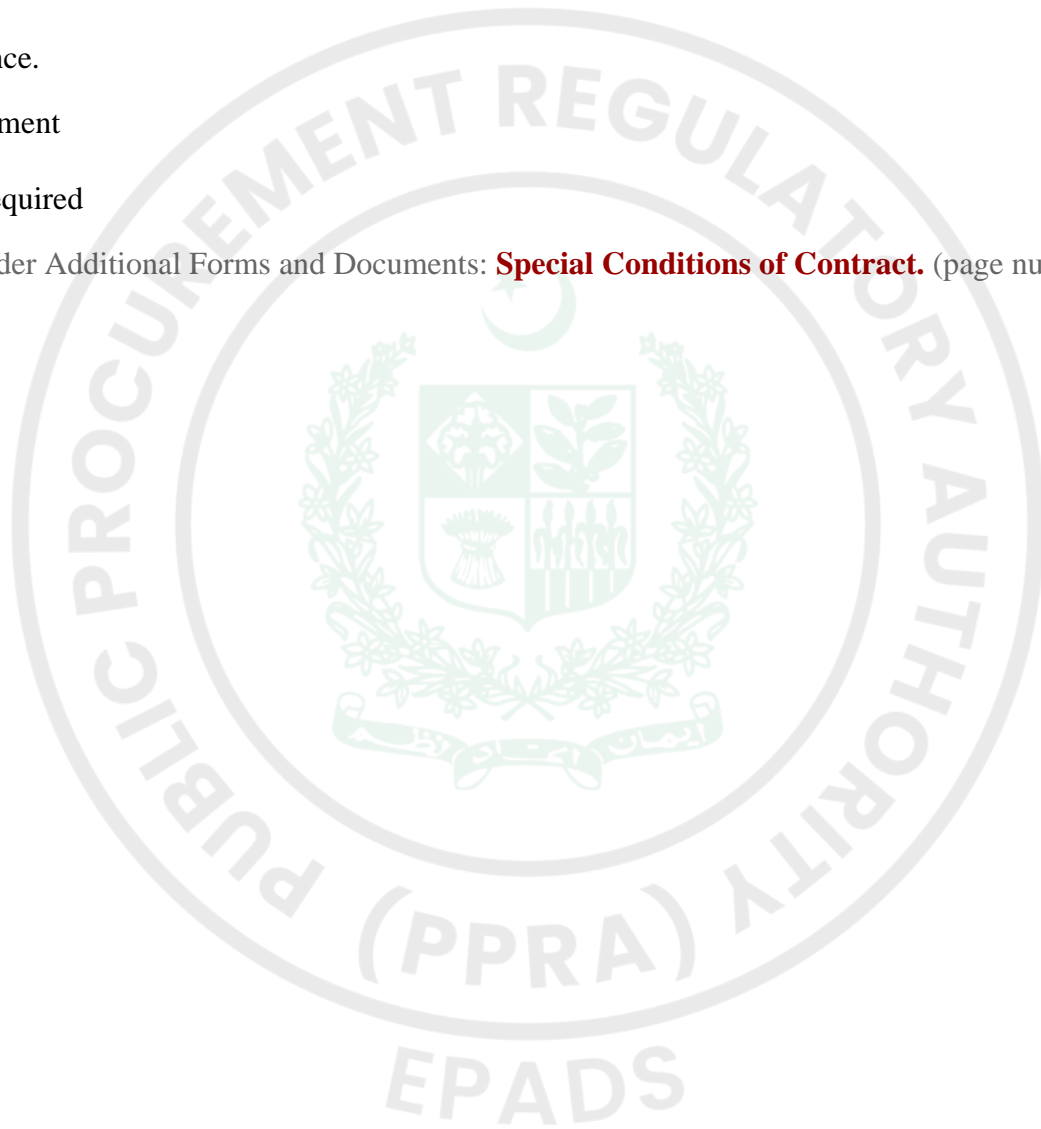 nce.
ment
quired
der Additional Forms and Documents: Special Conditions of Contract. (page nu
PUBLIC PROCUREMENT REGULATORY AUTHORITY
(PPRA)
EPADS